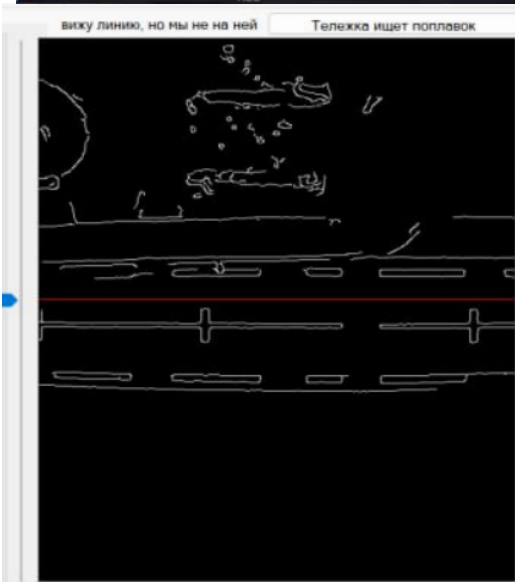 вижу линию, но мы не на ней
Тележка ищет поплавок